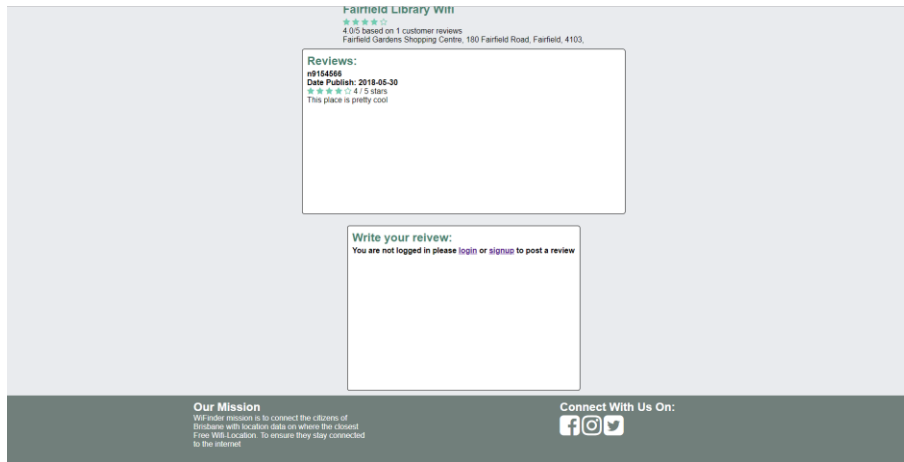 Fairfield Library Wifi
4.0/5 based on 1 customer reviews
Fairfield Gardens Shopping Centre, 180 Fairfield Road, Fairfield, 4103,
Reviews:
n9154566
Date Publish: 2018-05-30
4 / 5 stars
This place is pretty cool
Write your reivew:
You are not logged in please login or signup to post a review
Our Mission
WiFinder mission is to connect the citizens of
Brisbane with location data on where the closest
Free Wifi-Location. To ensure they stay connected
to the internet
Connect With Us On: